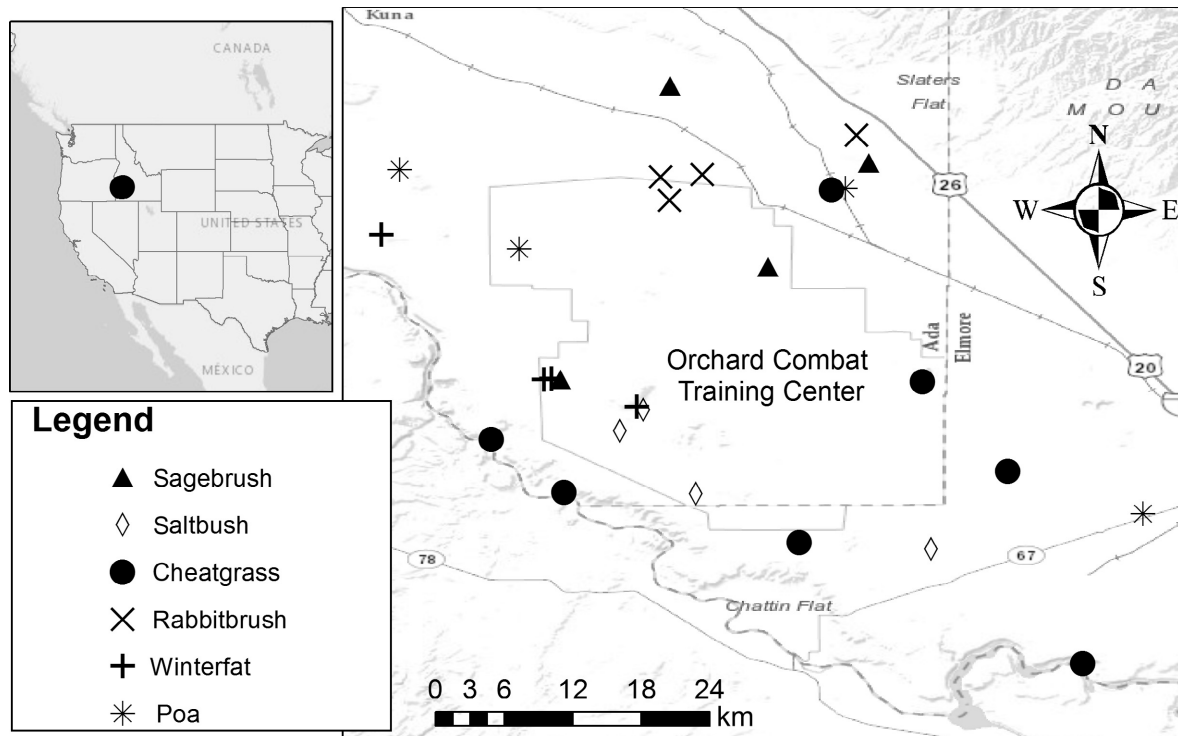 CANADA
UNITED STATES
MÉXICO
Legend
Sagebrush
Saltbush
Cheatgrass
Rabbitbrush
Winterfat
Poa
Kuna
Slaters
Flat
D A
M O U
N
W E
S
26
Ada
Elmore
Orchard Combat
Training Center
20
78
67
Chattin Flat
0 3 6 12 18 24
km